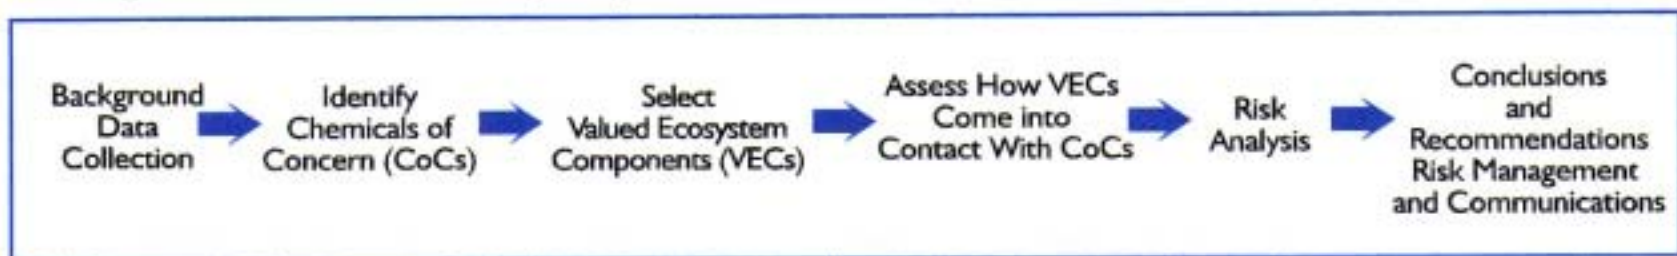 Background
Data
Collection
Identify
Chemicals of
Concern (CoCs)
Select
Valued Ecosystem
Components (VECs)
Assess How VECs
Come into
Contact With CoCs
Risk
Analysis
Conclusions
and
Recommendations
Risk Management
and Communications